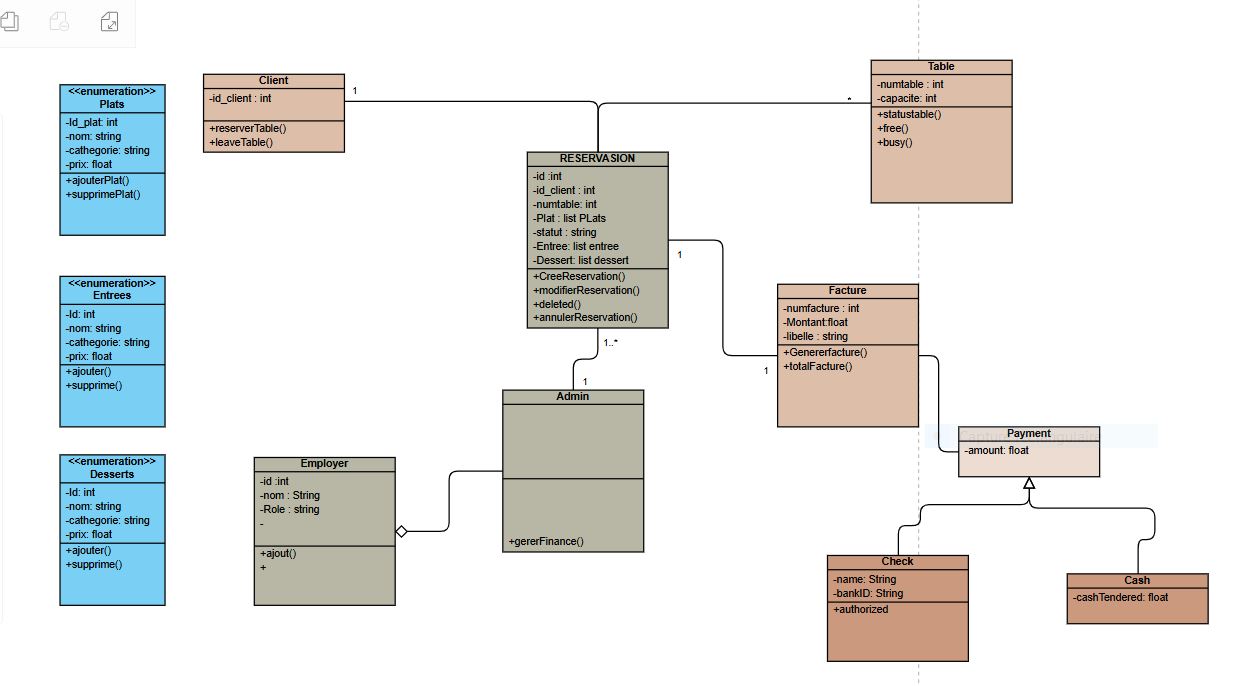 <<enumeration>>
Plats
-Id_plat: int
-nom: string
-cathegorie: string
-prix: float
+ajouterPlat()
+supprimePlat()
<<enumeration>>
Entrees
-Id: int
-nom: string
-cathegorie: string
-prix: float
+ajouter()
+supprime()
<<enumeration>>
Desserts
-Id: int
-nom: string
-cathegorie: string
-prix: float
+ajouter()
+supprime()
Client
-id_client : int
+reserverTable()
+leaveTable()
1
*
Table
-numtable : int
-capacite: int
+statustable()
+free()
+busy()
RESERVASION
-id :int
-id_client : int
-numtable: int
-Plat : list PLats
-statut : string
-Entree: list entree
-Dessert: list dessert
+CreeReservation()
+modifierReservation()
+deleted()
+annulerReservation()
1
1
1..*
1
Facture
-numfacture : int
-Montant:float
-libelle : string
+Genererfacture()
+totalFacture()
Admin
+gererFinance()
Employer
-id :int
-nom : String
-Role : string
-
+ajout()
+
Payment
-amount: float
Check
-name: String
-bankID: String
+authorized
Cash
-cashTendered: float